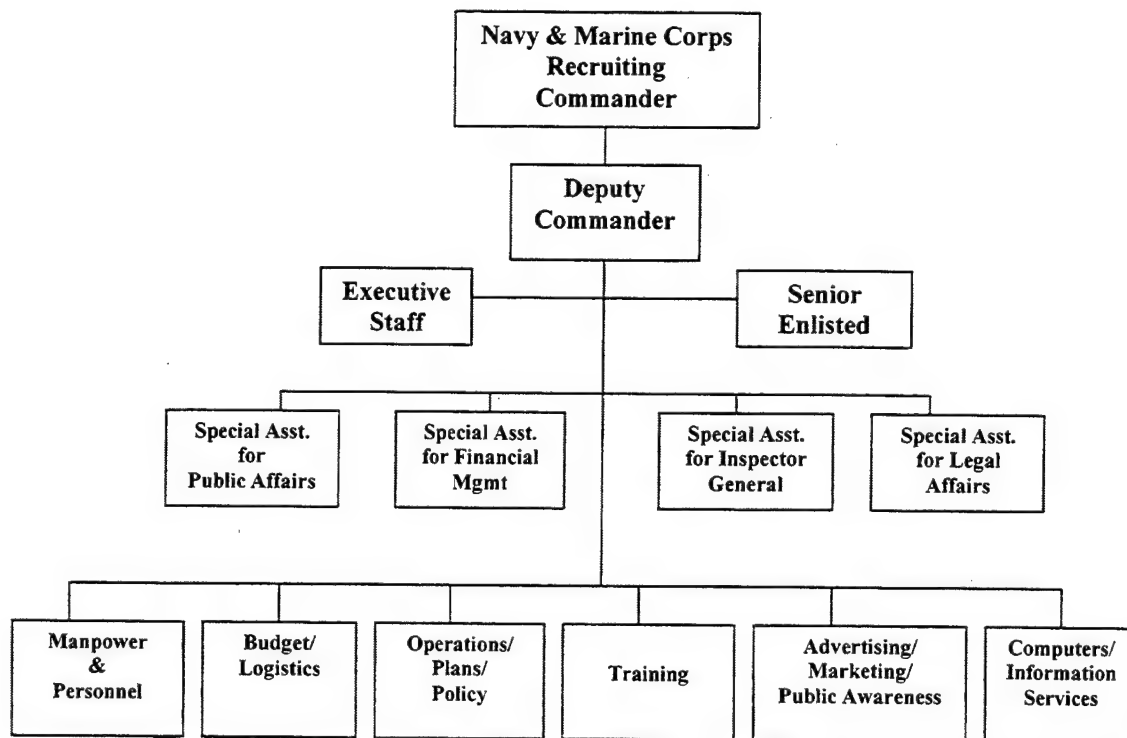 Navy & Marine Corps
Recruiting
Commander
Deputy
Commander
Executive
Staff
Senior
Enlisted
Special Asst.
for
Public Affairs
Special Asst.
for Financial
Mgmt
Special Asst.
for Inspector
General
Special Asst.
for Legal
Affairs
Manpower
&
Personnel
Budget/
Logistics
Operations/
Plans/
Policy
Training
Advertising/
Marketing/
Public Awareness
Computers/
Information
Services